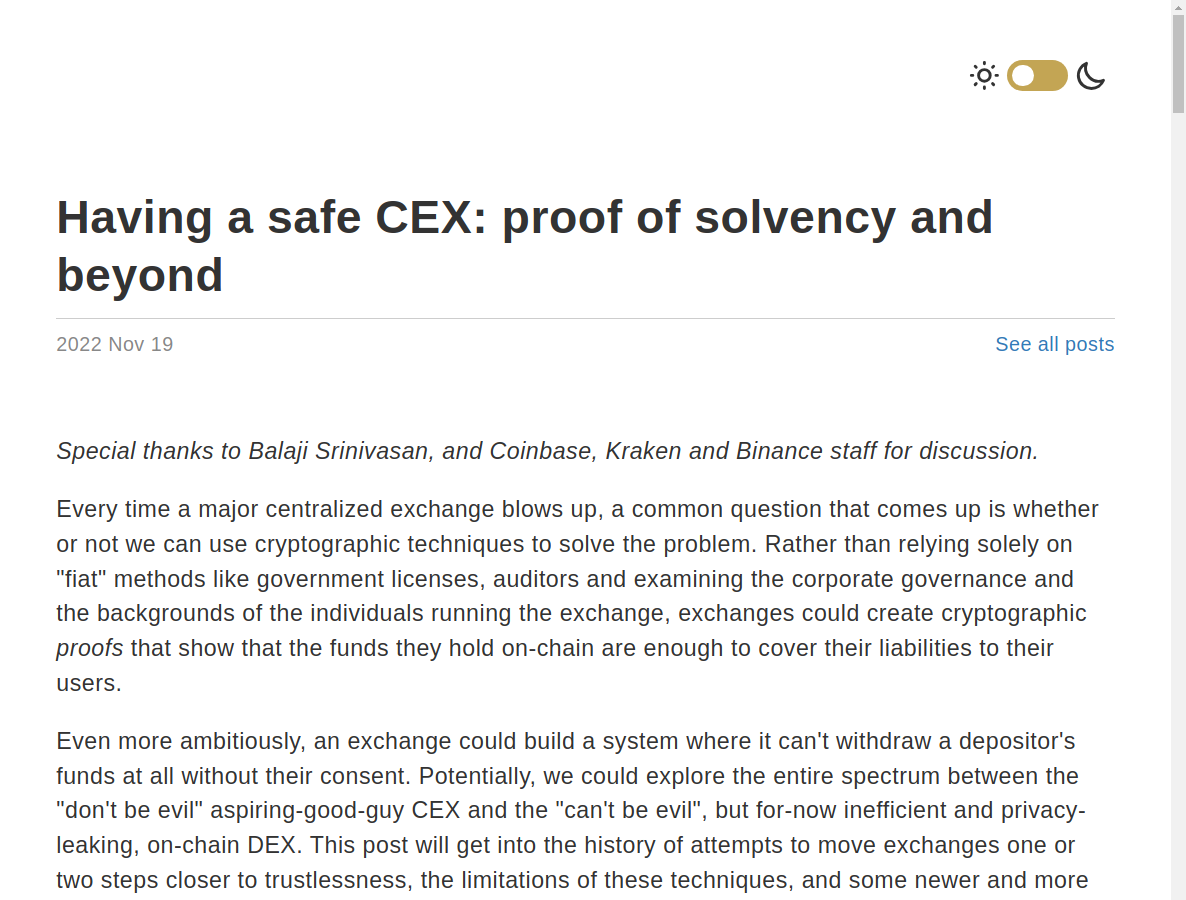 Having a safe CEX: proof of solvency and
beyond
2022 Nov 19
See all posts
Special thanks to Balaji Srinivasan, and Coinbase, Kraken and Binance staff for discussion.
Every time a major centralized exchange blows up, a common question that comes up is whether
or not we can use cryptographic techniques to solve the problem. Rather than relying solely on
"fiat" methods like government licenses, auditors and examining the corporate governance and
the backgrounds of the individuals running the exchange, exchanges could create cryptographic
proofs that show that the funds they hold on-chain are enough to cover their liabilities to their
users.
Even more ambitiously, an exchange could build a system where it can't withdraw a depositor's
funds at all without their consent. Potentially, we could explore the entire spectrum between the
"don't be evil" aspiring-good-guy CEX and the "can't be evil", but for-now inefficient and privacy-
leaking, on-chain DEX. This post will get into the history of attempts to move exchanges one or
two steps closer to trustlessness, the limitations of these techniques, and some newer and more